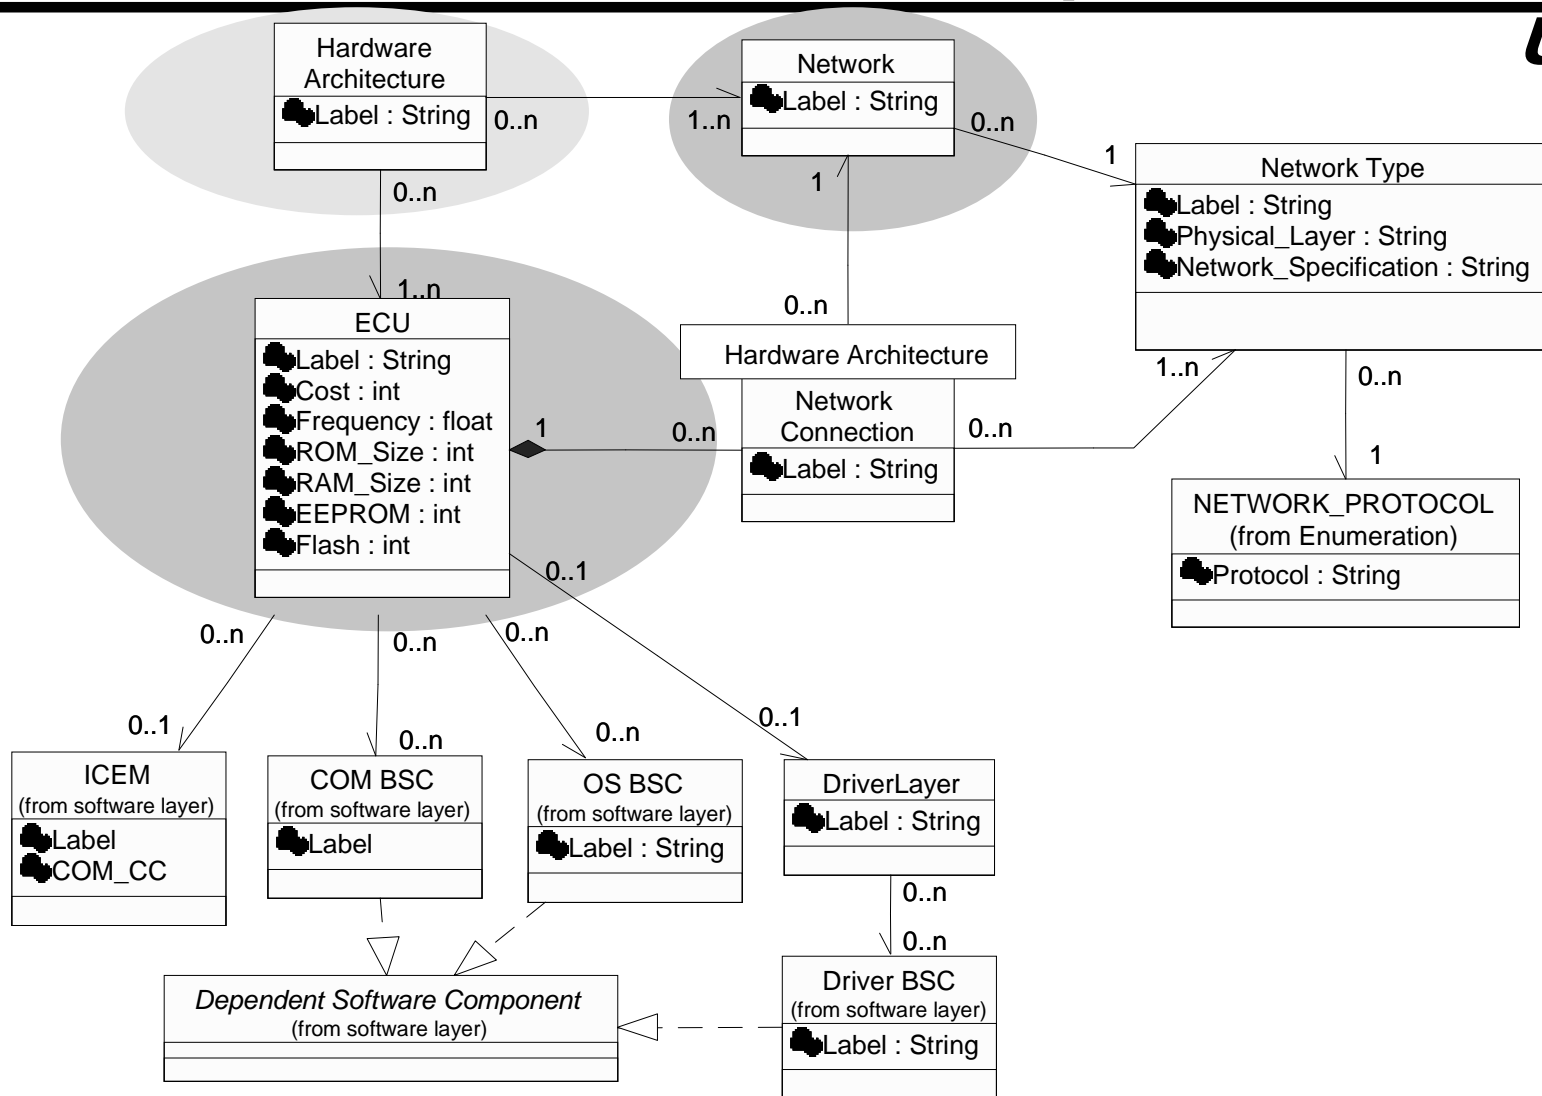 Hardware
Architecture
Label : String
0..n
1..n
0..n
1..n
Network
Label : String
0..n
1
1
0..n
Network Type
Label : String
Physical_Layer : String
Network_Specification : String
1..n
0..n
1
Hardware Architecture
Network
Connection
Label : String
0..n
0..n
1
ECU
Label : String
Cost : int
Frequency : float
ROM_Size : int
RAM_Size : int
EEPROM : int
Flash : int
NETWORK_PROTOCOL
(from Enumeration)
Protocol : String
0..1
0..n
0..n
0..n
0..1
0..n
0..n
0..1
ICEM
(from software layer)
Label
COM_CC
COM BSC
(from software layer)
Label
OS BSC
(from software layer)
Label : String
DriverLayer
Label : String
0..n
0..n
Dependent Software Component
(from software layer)
Driver BSC
(from software layer)
Label : String